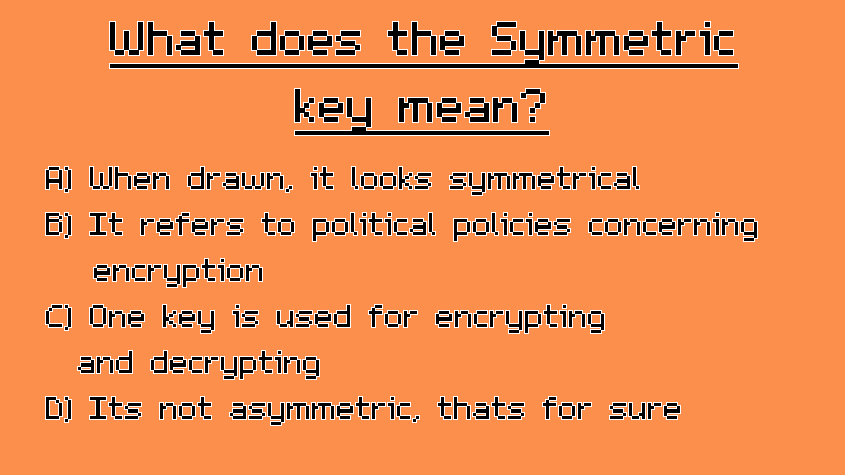 What does the Symmetric
key mean?
A) When drawn, it looks symmetrical
B) It refers to political policies concerning
encryption
C) One key is used for encrypting
and decrypting
D) Its not asymmetric, thats for sure